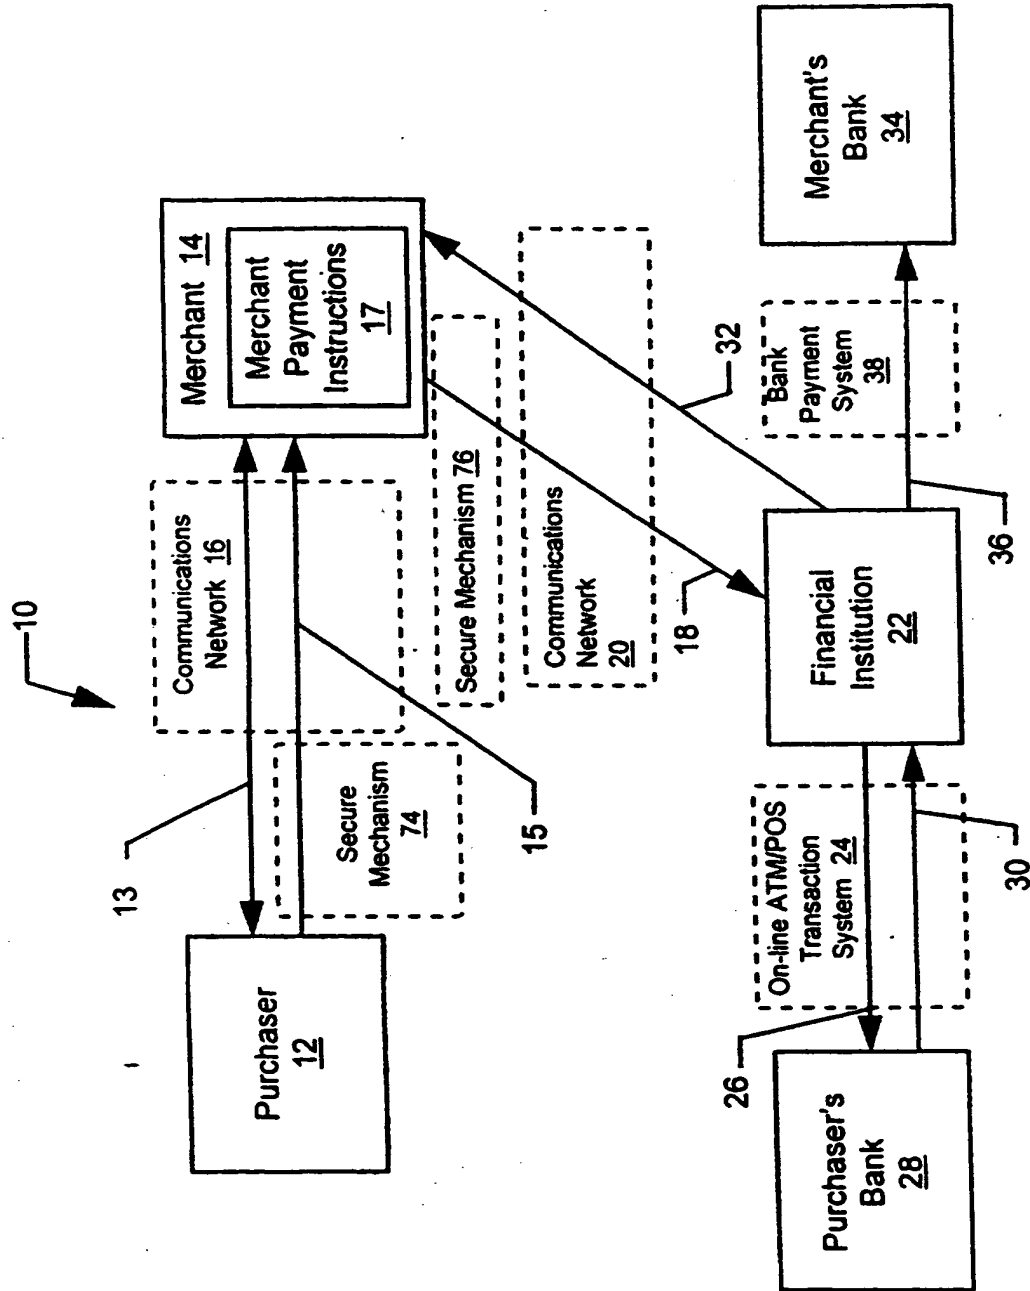 10
13
Communications
Network 16
Merchant 14
Merchant
Payment
Instructions
17
Purchaser
12
Secure
Mechanism
74
15
Secure Mechanism 76
Communications
Network
20
18
32
Bank
Payment
System
38
26
On-line ATM/POS
Transaction
System 24
Purchaser's
Bank
28
Financial
Institution
22
Merchant's
Bank
34
30
36